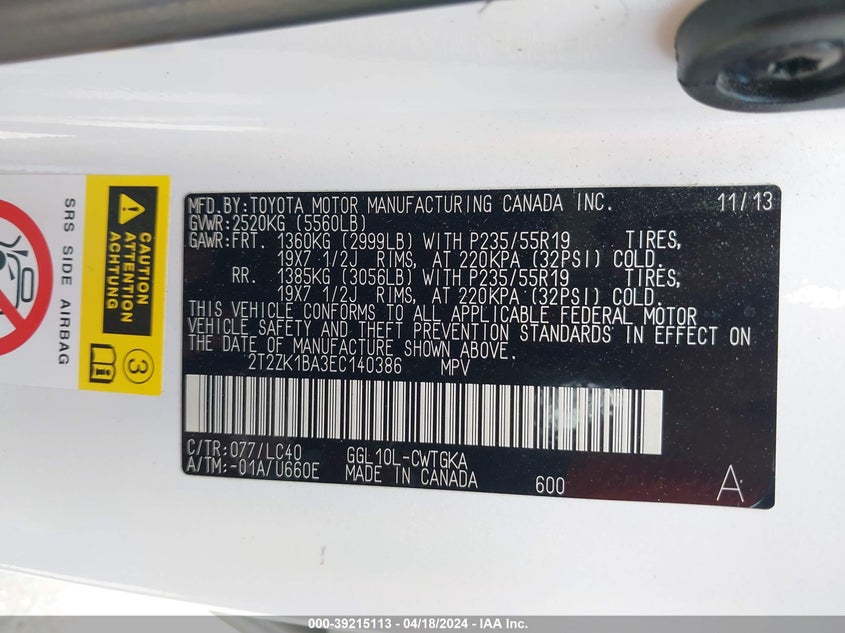 MFD.BY:TOYOTA MOTOR MANUFACTURING CANADA INC. 11/13
GVWR:2520KG (5560LB)
GAWR:FRT. 1360KG (2999LB) WITH P235/55R19 TIRES,
19X7 1/2J RIMS, AT 220KPA (32PSI) COLD.
RR. 1385KG (3056LB) WITH P235/55R19 TIRES,
19X7 1/2J RIMS, AT 220KPA (32PSI) COLD.
THIS VEHICLE CONFORMS TO ALL APPLICABLE FEDERAL MOTOR
VEHICLE SAFETY AND THEFT PREVENTION STANDARDS IN EFFECT ON
THE DATE OF MANUFACTURE SHOWN ABOVE.
2T2ZK1BA3EC140386 MPV
C/TR:077/LC40 GGL10L-CWTGKA
A/TM:-01A/U660E MADE IN CANADA 600 A
SRS SIDE AIRBAG
CAUTION
ATTENTION
ACHTUNG
3
000-39215113 - 04/18/2024 - IAA Inc.